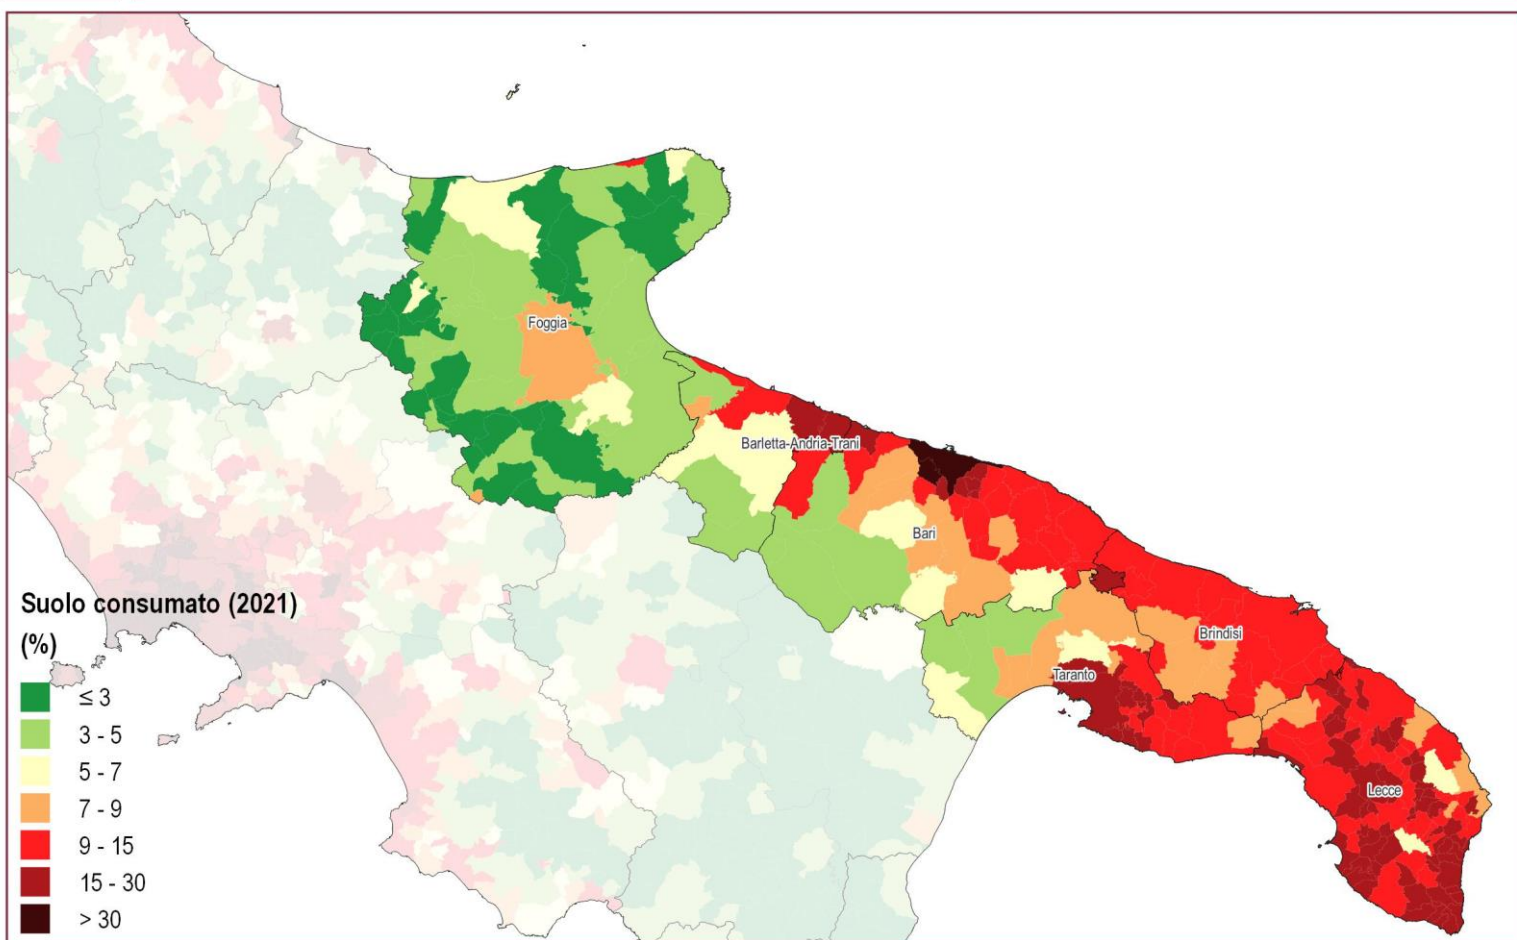 Foggia
Barletta-Andria-Trani
Bari
Brindisi
Taranto
Lecce
Suolo consumato (2021)
(%)
≤ 3
3 - 5
5 - 7
7 - 9
9 - 15
15 - 30
> 30